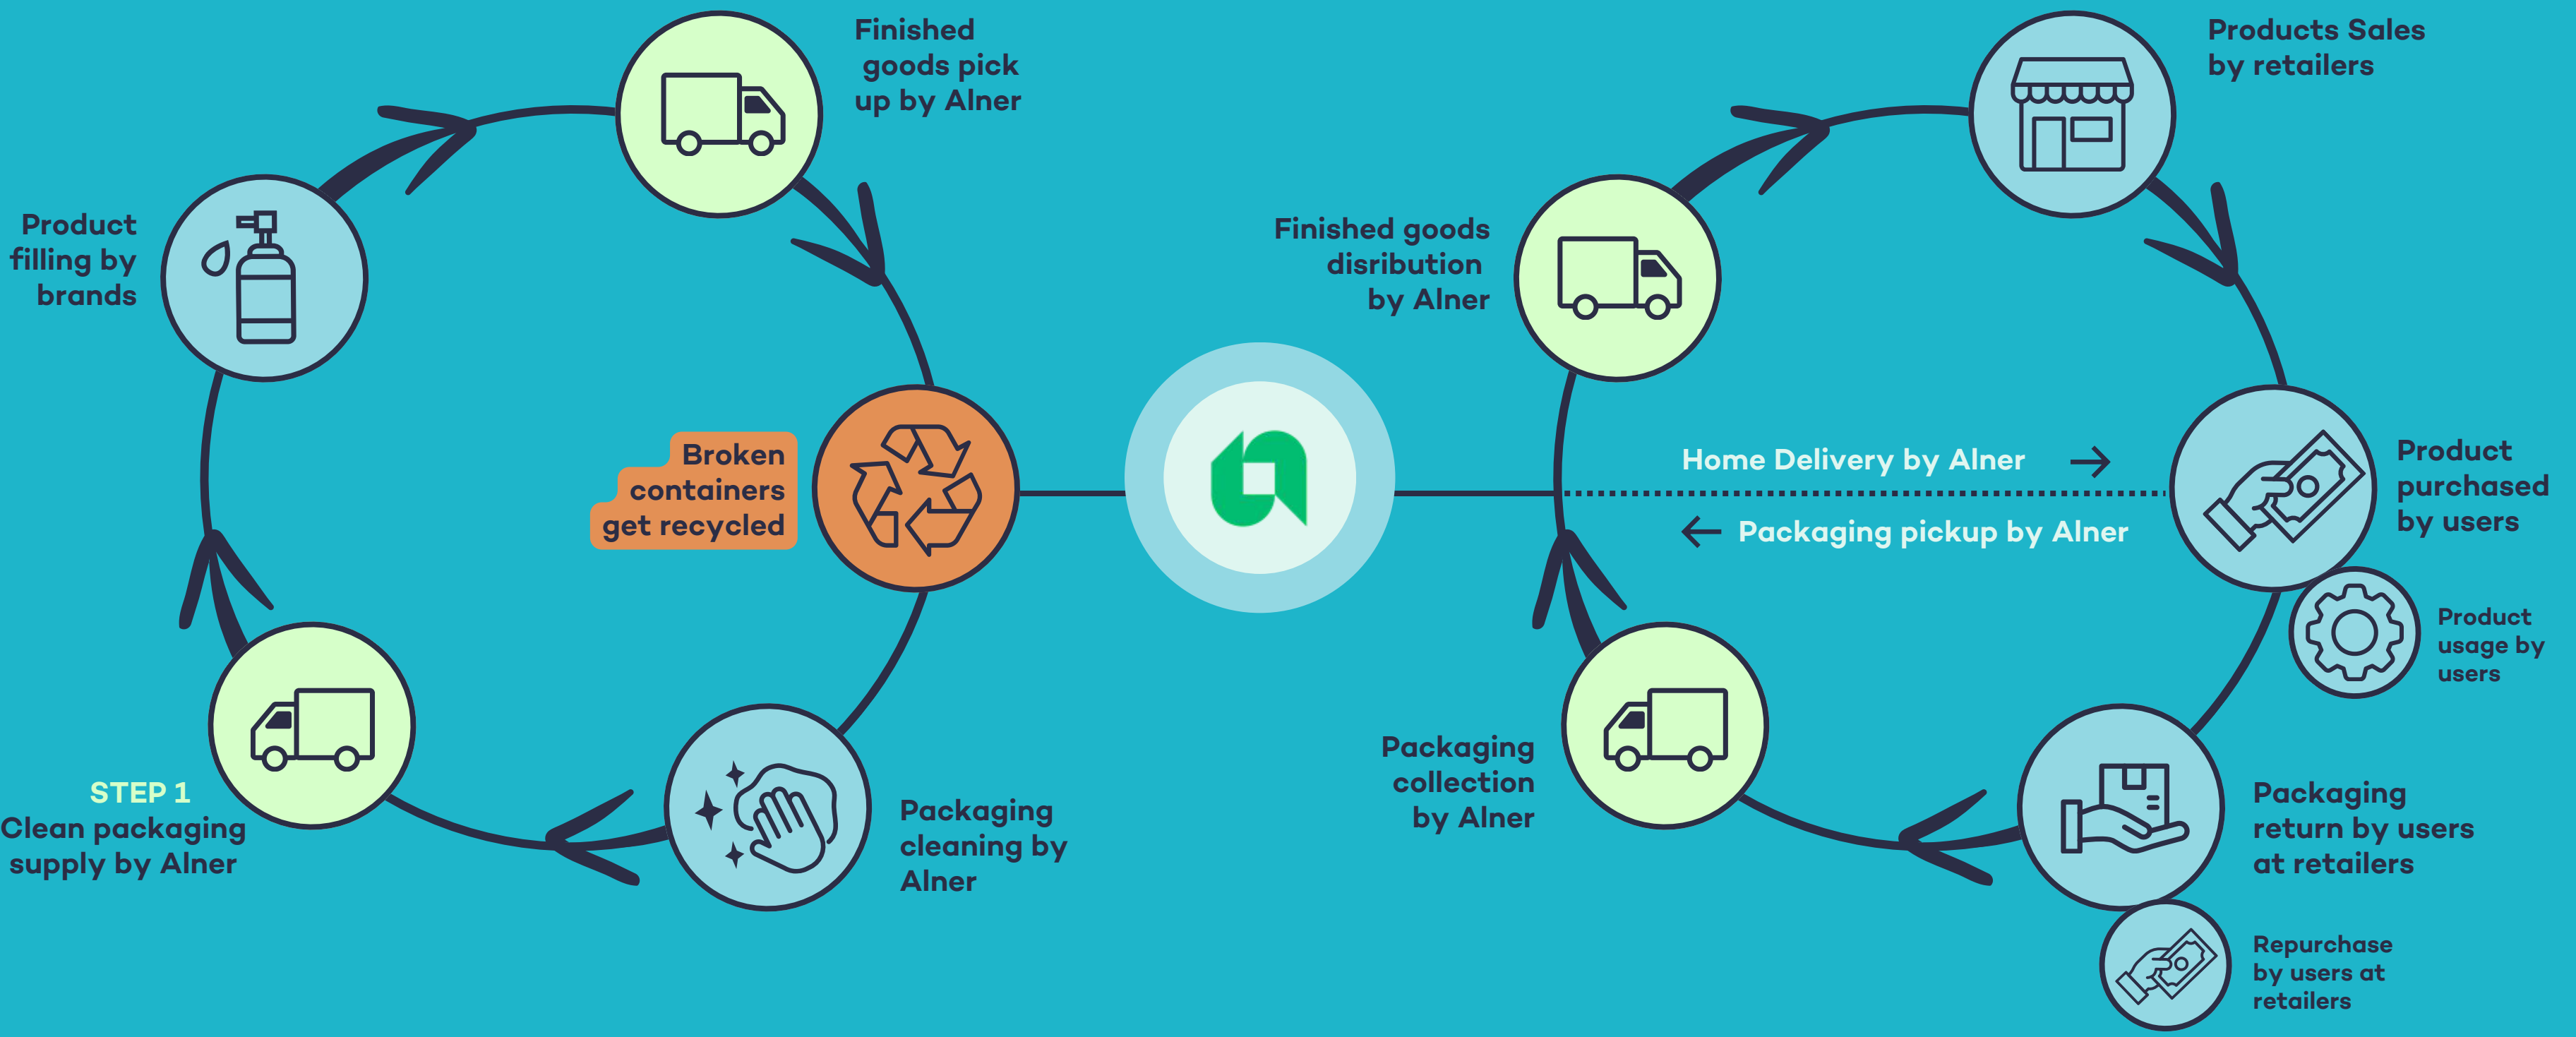 Finished
goods pick
up by Alner
Product
filling by
brands
Broken
containers
get recycled
STEP 1
Clean packaging
supply by Alner
Packaging
cleaning by
Alner
Products Sales
by retailers
Finished goods
disribution
by Alner
Home Delivery by Alner
Packaging pickup by Alner
Product
purchased
by users
Product
usage by
users
Packaging
collection
by Alner
Packaging
return by users
at retailers
Repurchase
by users at
retailers